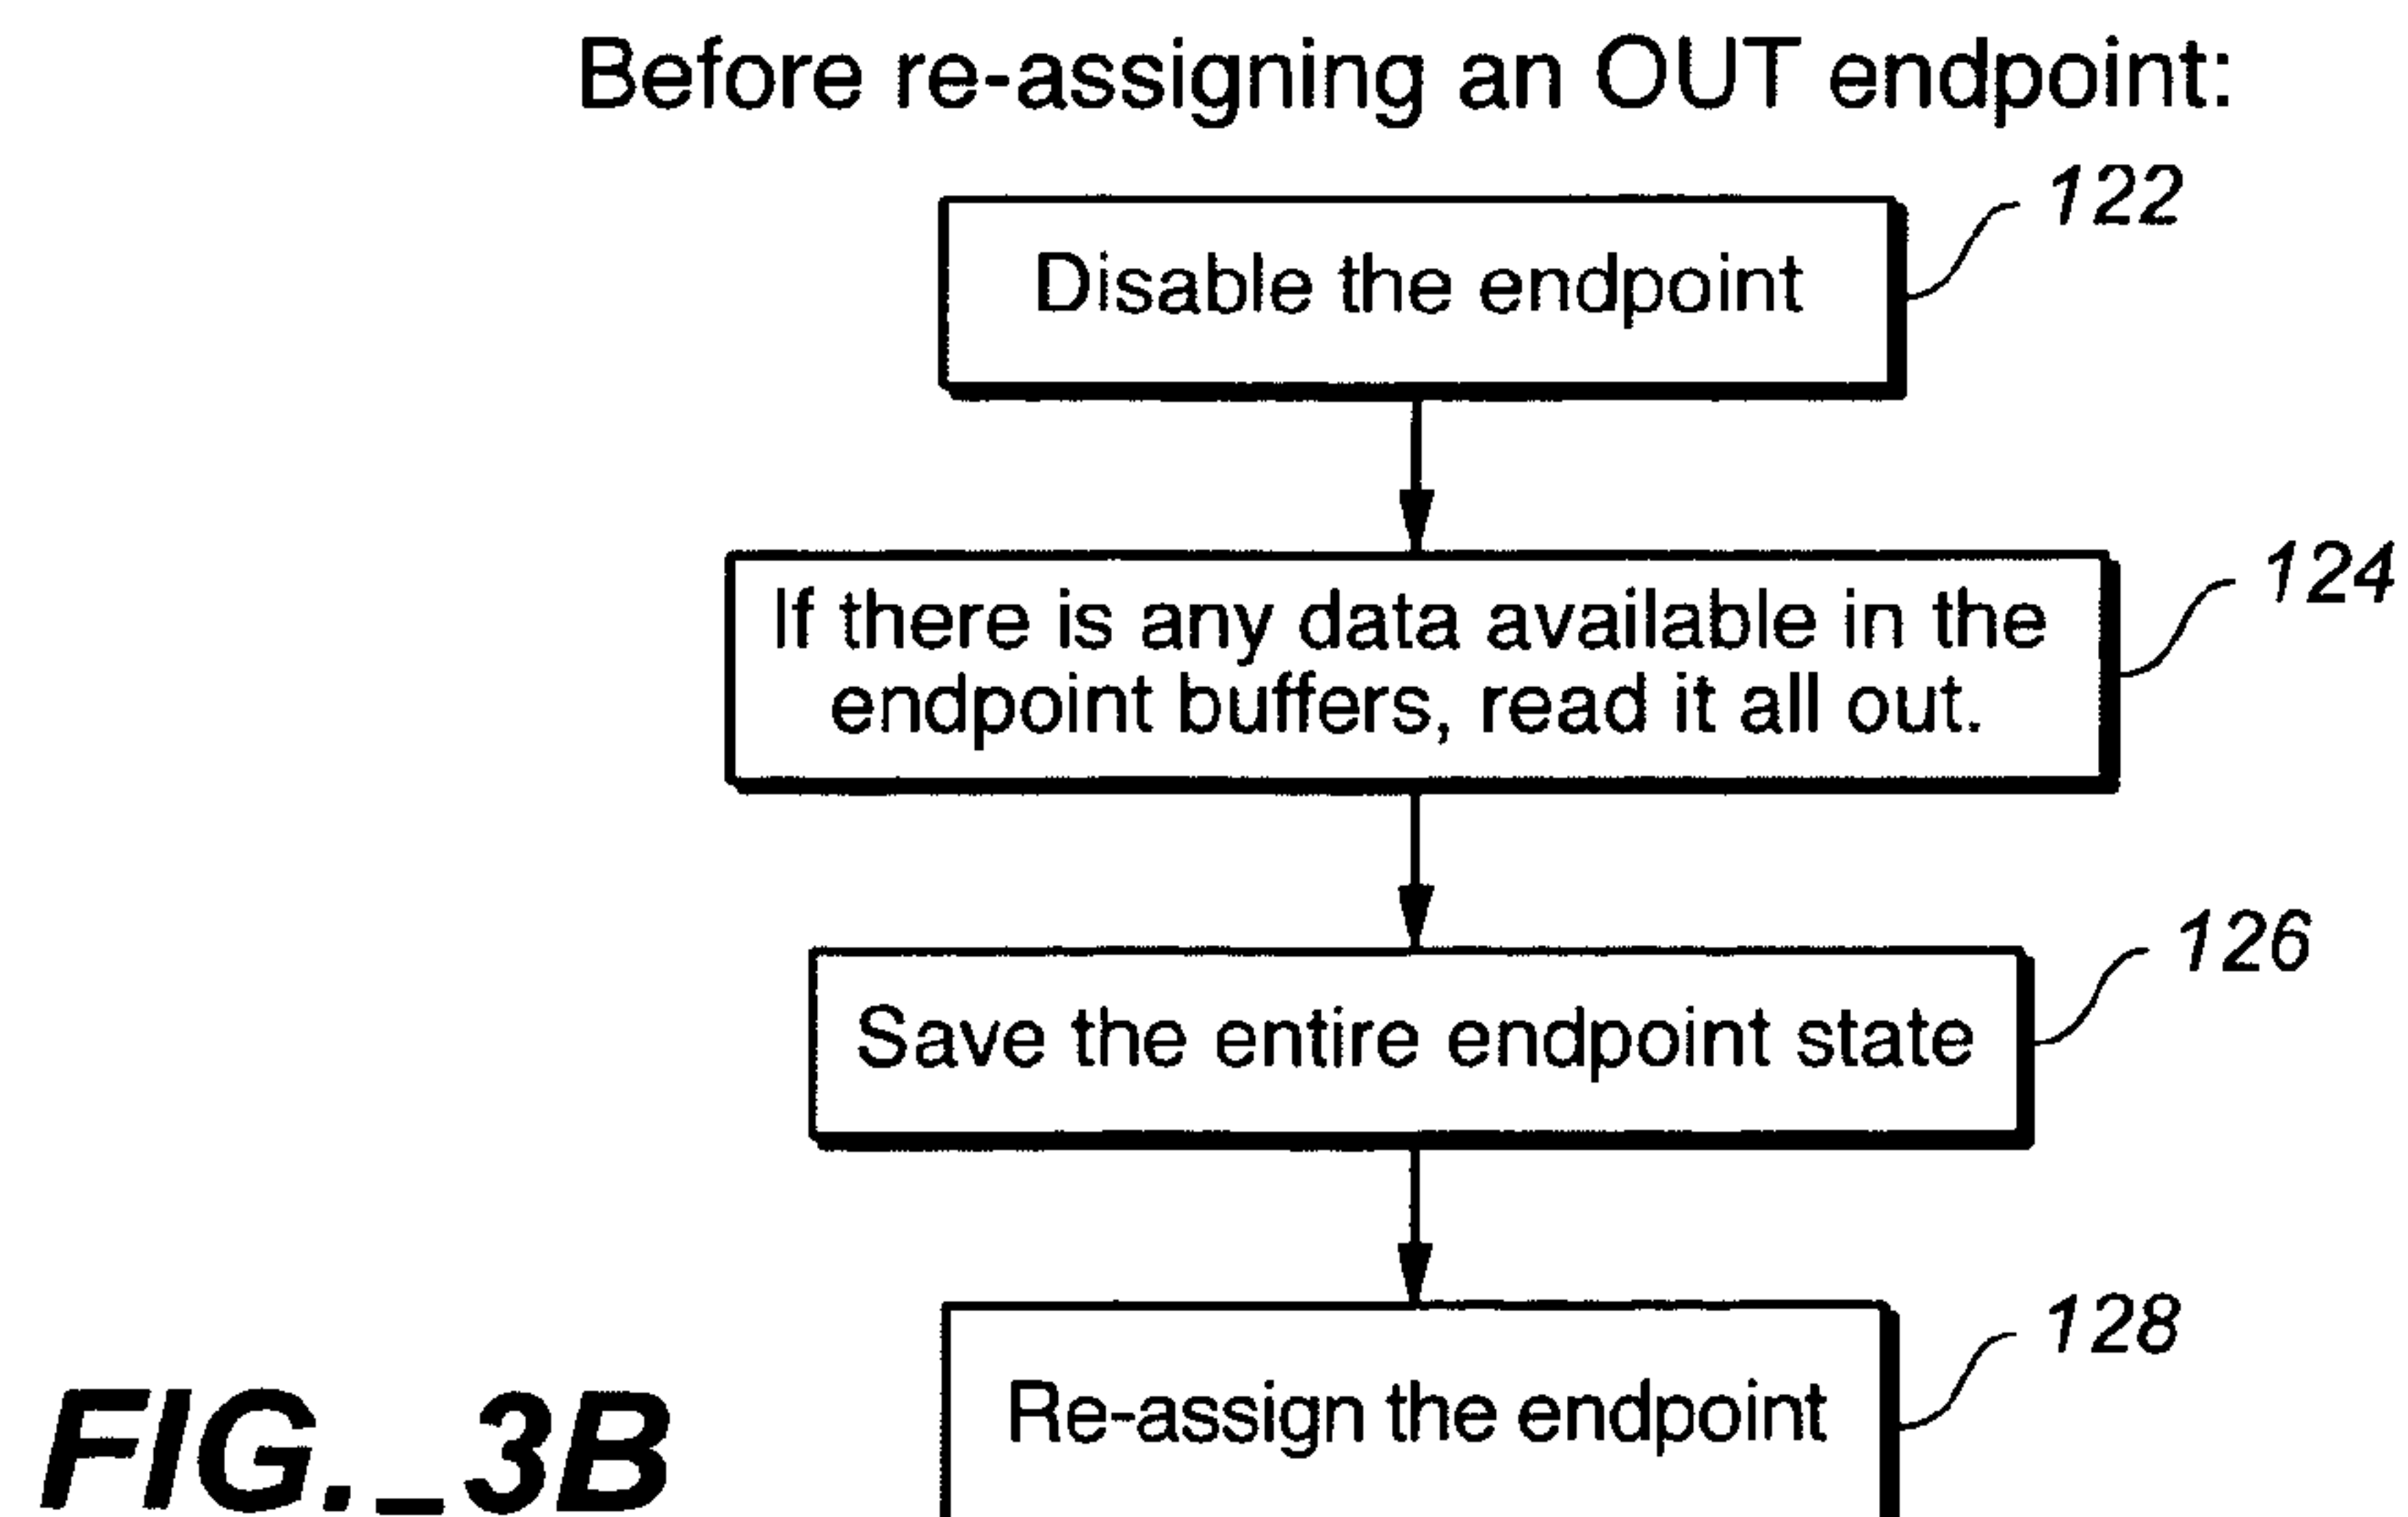 Before re-assigning an OUT endpoint:
122
Disable the endpoint
124
If there is any data available in the
endpoint buffers, read it all out.
126
Save the entire endpoint state
128
Re-assign the endpoint
FIG._3B